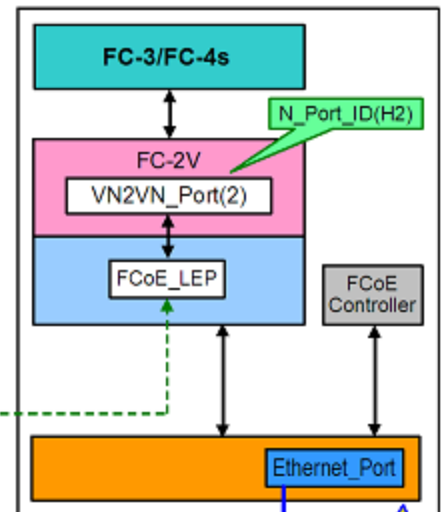 FC-3/FC-4s
N_Port_ID(H2)
FC-2V
VN2VN_Port(2)
FCoE_LEP
FCoE
Controller
Ethernet_Port